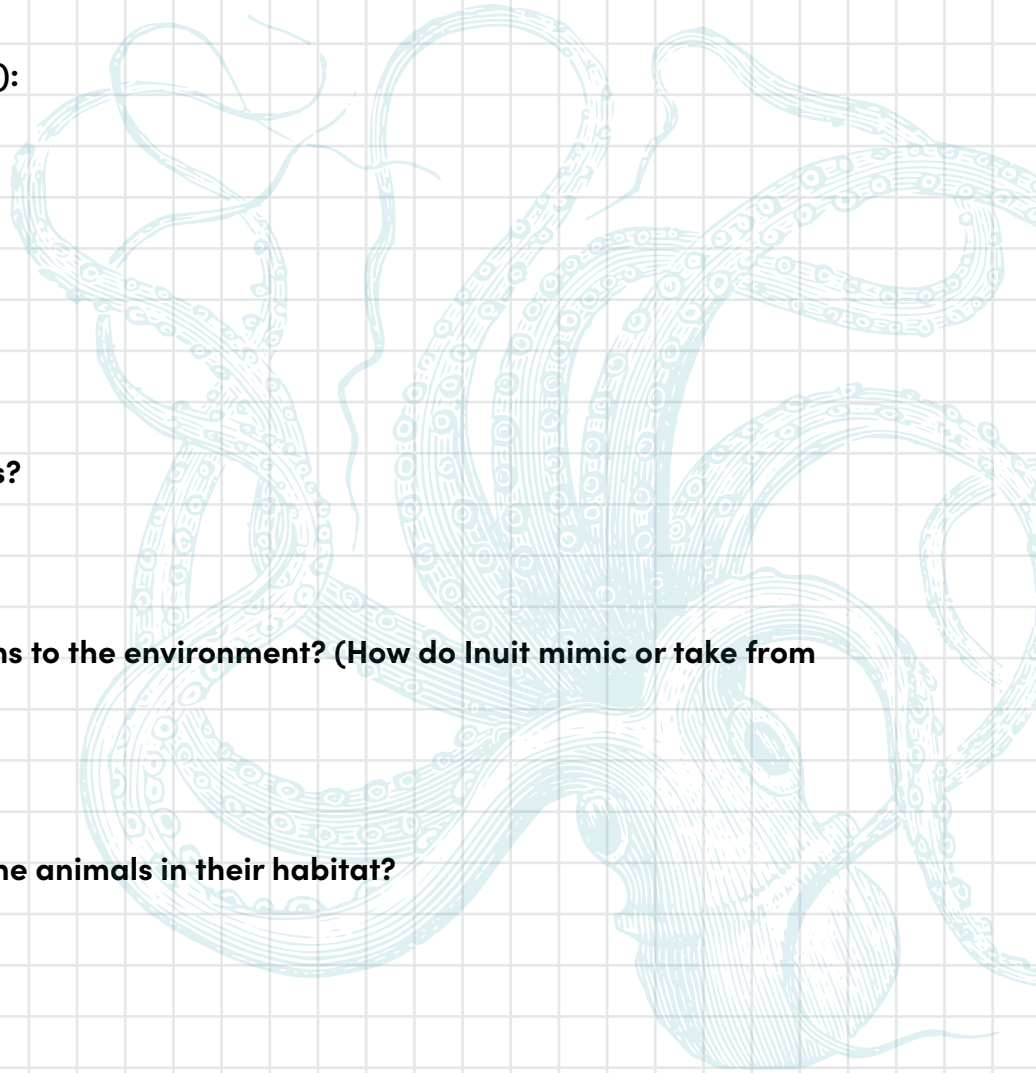 ):
s?
ns to the environment? (How do Inuit mimic or take from
he animals in their habitat?